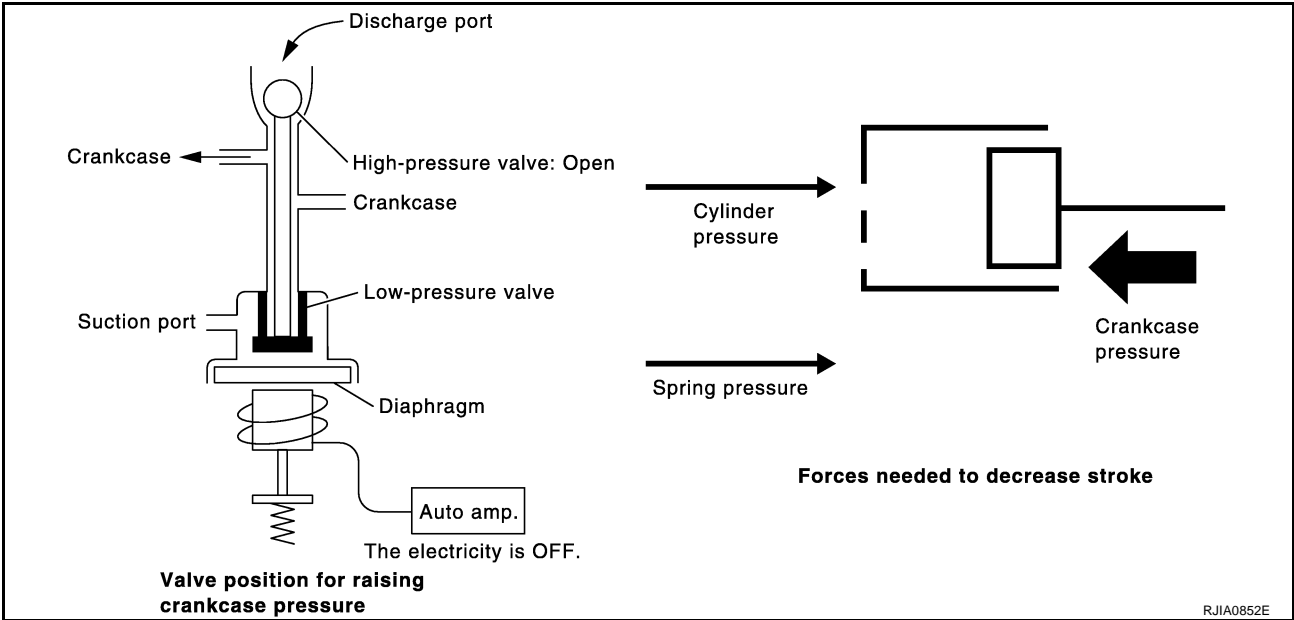 Discharge port
Crankcase
High-pressure valve: Open
Crankcase
Low-pressure valve
Suction port
Diaphragm
Auto amp.
The electricity is OFF.
Valve position for raising
crankcase pressure
Cylinder
pressure
Crankcase
pressure
Spring pressure
Forces needed to decrease stroke
RJIA0852E